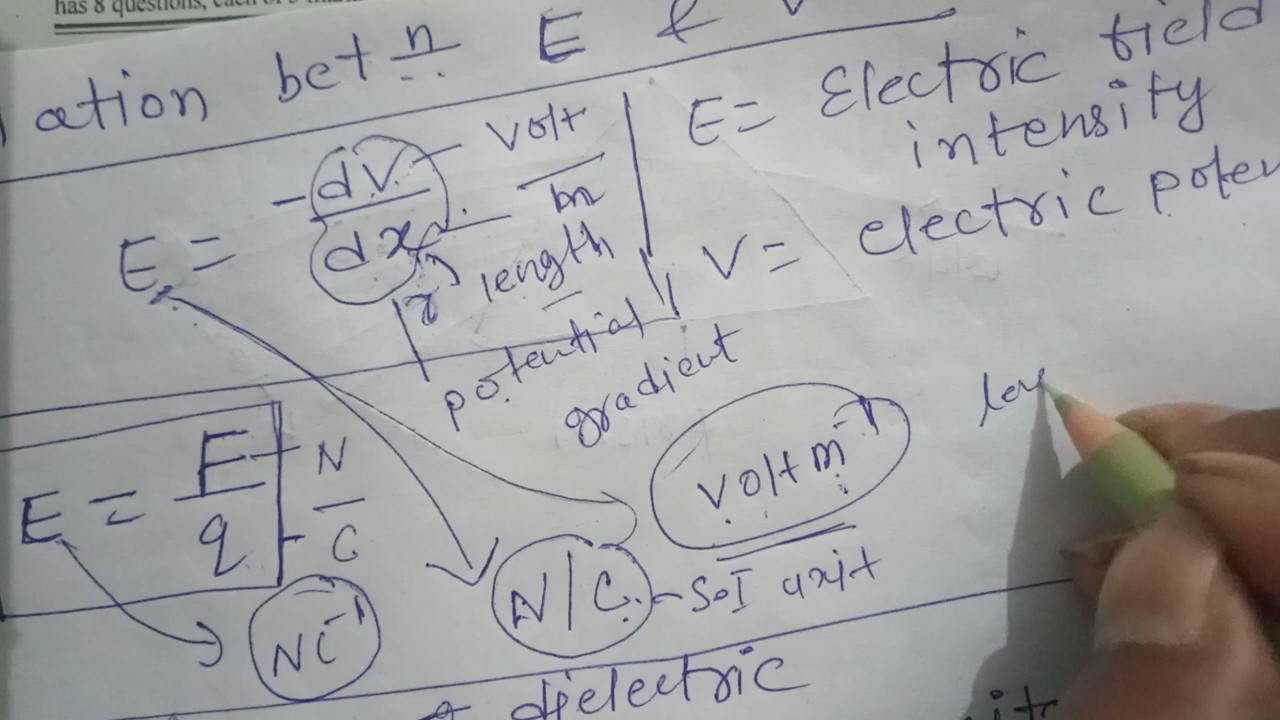 has 8 questions, each of
ation bet n E & V
E = - dV/dx Volt/m
r length
potential gradient
E = Electric field
intensity
V = electric poten
E = F/q N/C
NC⁻¹
N/C - S.I unit
Volt m⁻¹
dielectric